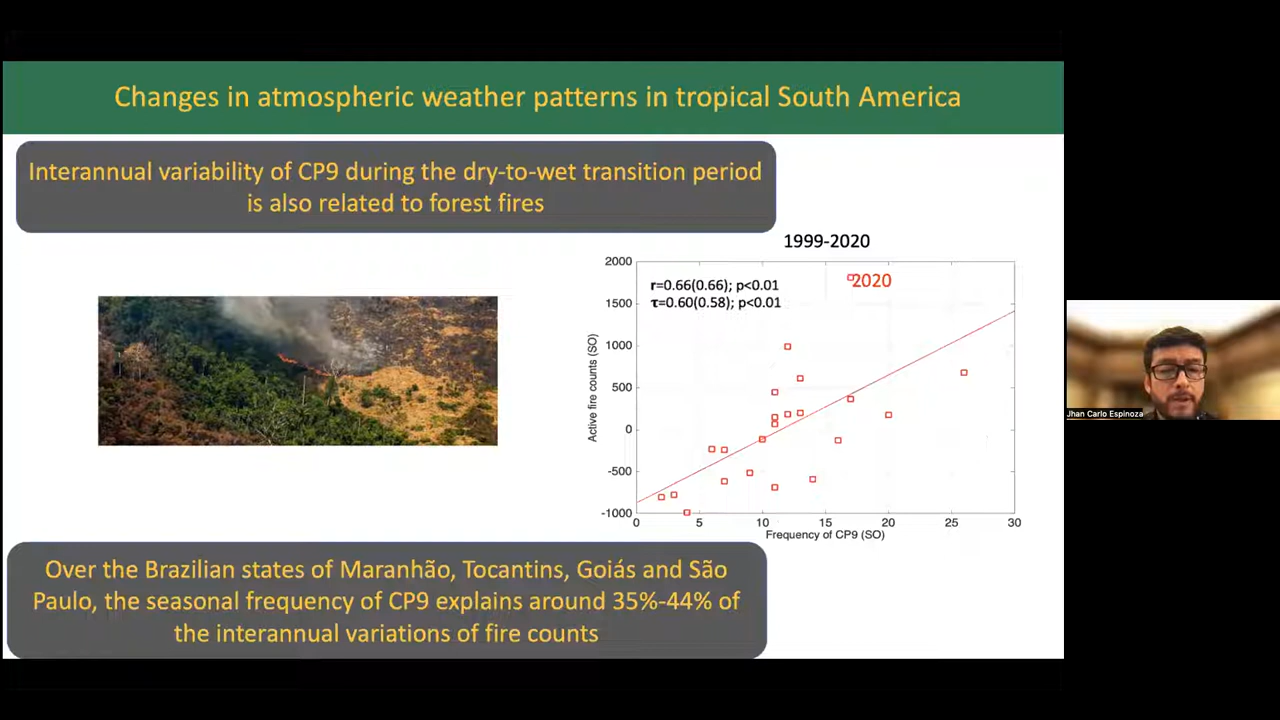 Changes in atmospheric weather patterns in tropical South America
Interannual variability of CP9 during the dry-to-wet transition period
is also related to forest fires
1999-2020
2000
1500
1000
500
0
-500
-1000
Active fire counts (SO)
r=0.66(0.66); p<0.01
τ=0.60(0.58); p<0.01
2020
0 5 10 15 20 25 30
Frequency of CP9 (SO)
Over the Brazilian states of Maranhão, Tocantins, Goiás and São
Paulo, the seasonal frequency of CP9 explains around 35%-44% of
the interannual variations of fire counts
Jhan Carlo Espinoza